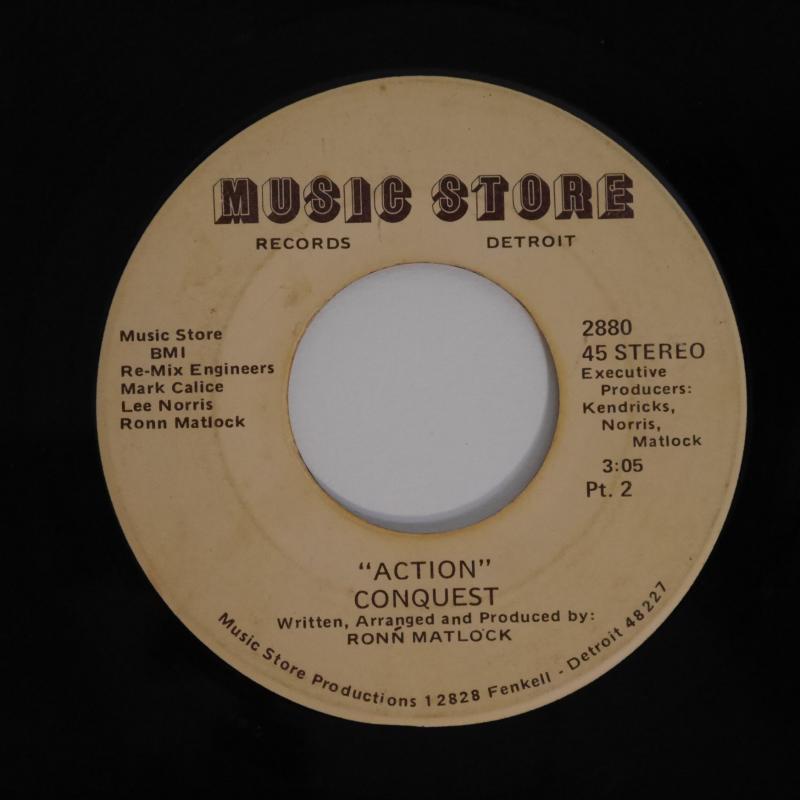 MUSIC STORE
RECORDS DETROIT
Music Store
BMI
Re-Mix Engineers
Mark Calice
Lee Norris
Ronn Matlock
2880
45 STEREO
Executive
Producers:
Kendricks,
Norris,
Matlock
3:05
Pt. 2
"ACTION"
CONQUEST
Written, Arranged and Produced by:
RONN MATLOCK
Music Store Productions 12828 Fenkell - Detroit 48227